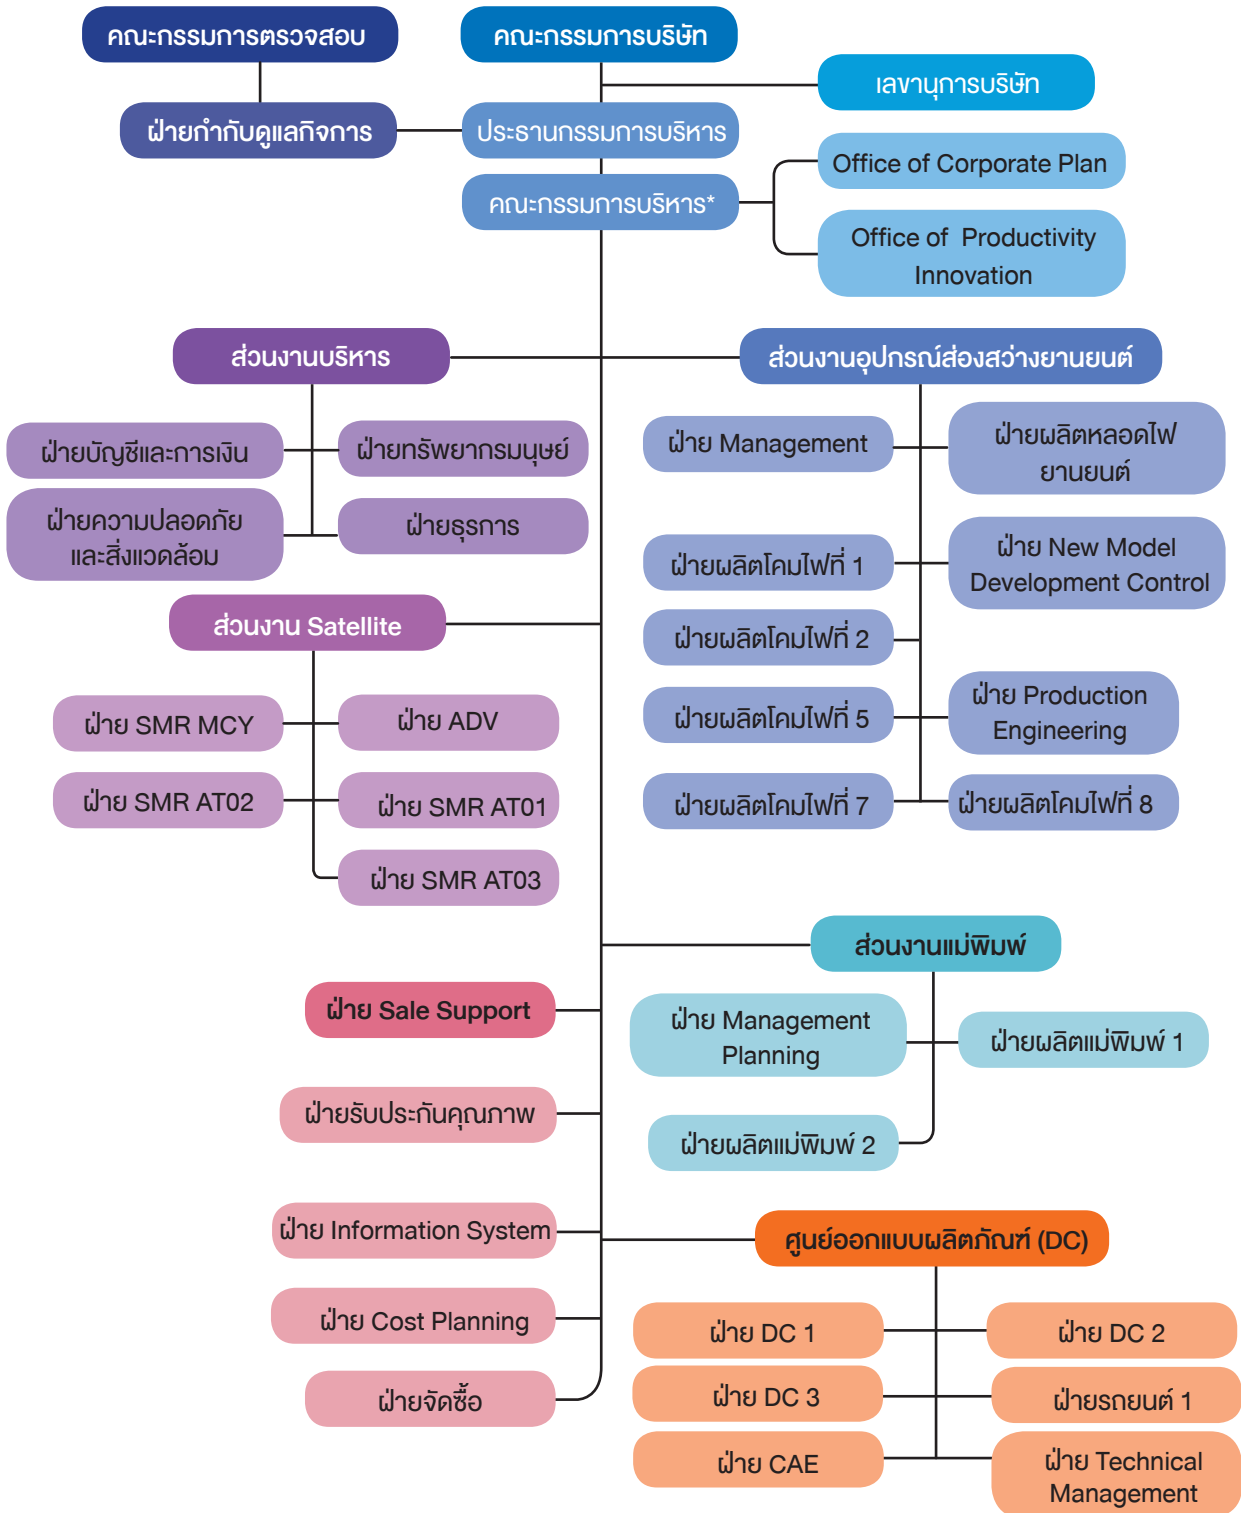 คณะกรรมการตรวจสอบ
คณะกรรมการบริษัท
เลขานุการบริษัท
ฝ่ายกำกับดูแลกิจการ
ประธานกรรมการบริหาร
Office of Corporate Plan
คณะกรรมการบริหาร*
Office of Productivity
Innovation
ส่วนงานบริหาร
ฝ่ายบัญชีและการเงิน
ฝ่ายทรัพยากรมนุษย์
ฝ่ายความปลอดภัย
และสิ่งแวดล้อม
ฝ่ายธุรการ
ส่วนงานอุปกรณ์ส่องสว่างยานยนต์
ฝ่าย Management
ฝ่ายผลิตหลอดไฟ
ยานยนต์
ฝ่ายผลิตโคมไฟที่ 1
ฝ่าย New Model
Development Control
ฝ่ายผลิตโคมไฟที่ 2
ฝ่ายผลิตโคมไฟที่ 5
ฝ่าย Production
Engineering
ฝ่ายผลิตโคมไฟที่ 7
ฝ่ายผลิตโคมไฟที่ 8
ส่วนงาน Satellite
ฝ่าย SMR MCY
ฝ่าย ADV
ฝ่าย SMR AT02
ฝ่าย SMR AT01
ฝ่าย SMR AT03
ส่วนงานแม่พิมพ์
ฝ่าย Management
Planning
ฝ่ายผลิตแม่พิมพ์ 1
ฝ่ายผลิตแม่พิมพ์ 2
ฝ่าย Sale Support
ฝ่ายรับประกันคุณภาพ
ฝ่าย Information System
ฝ่าย Cost Planning
ฝ่ายจัดซื้อ
ศูนย์ออกแบบผลิตภัณฑ์ (DC)
ฝ่าย DC 1
ฝ่าย DC 2
ฝ่าย DC 3
ฝ่ายรถยนต์ 1
ฝ่าย CAE
ฝ่าย Technical
Management